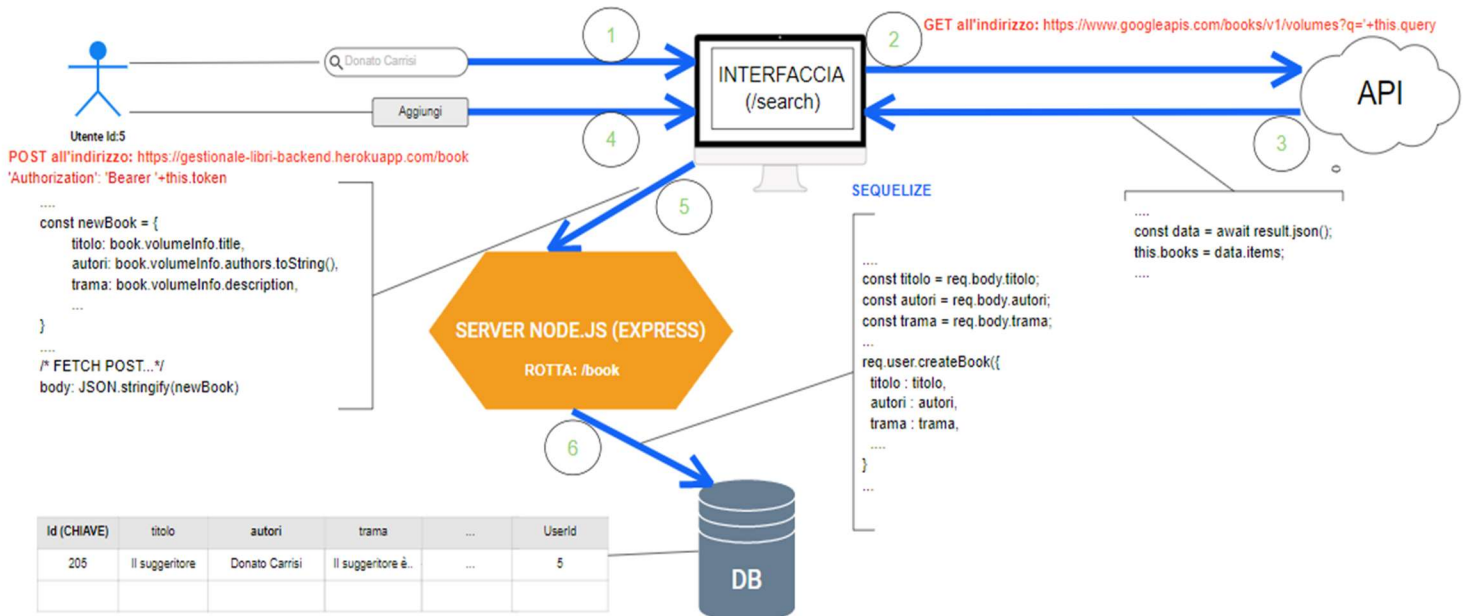 1
2
GET all'indirizzo: https://www.googleapis.com/books/v1/volumes?q='+this.query
Donato Carrisi
INTERFACCIA
(/search)
API
Aggiungi
Utente Id:5
4
3
POST all'indirizzo: https://gestionale-libri-backend.herokuapp.com/book
'Authorization': 'Bearer '+this.token
....
const newBook = {
titolo: book.volumeInfo.title,
autori: book.volumeInfo.authors.toString(),
trama: book.volumeInfo.description,
...
}
....
/* FETCH POST...*/
body: JSON.stringify(newBook)
5
SEQUELIZE
....
const titolo = req.body.titolo;
const autori = req.body.autori;
const trama = req.body.trama;
...
req.user.createBook({
titolo : titolo,
autori : autori,
trama : trama,
....
}
...
....
const data = await result.json();
this.books = data.items;
....
SERVER NODE.JS (EXPRESS)
ROTTA: /book
6
Id (CHIAVE) titolo autori trama ... UserId
205 Il suggeritore Donato Carrisi Il suggeritore è.. ... 5
DB